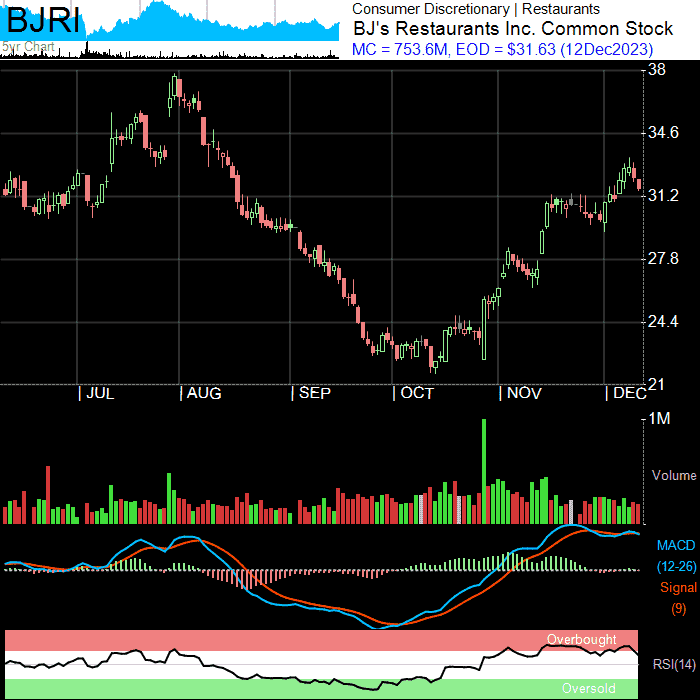 BJRI
5yr Chart
Consumer Discretionary | Restaurants
BJ's Restaurants Inc. Common Stock
MC = 753.6M, EOD = $31.63 (12Dec2023)
38
34.6
31.2
27.8
24.4
21
| JUL | AUG | SEP | OCT | NOV | DEC
1M
Volume
MACD
(12-26)
Signal
(9)
Overbought
RSI(14)
Oversold